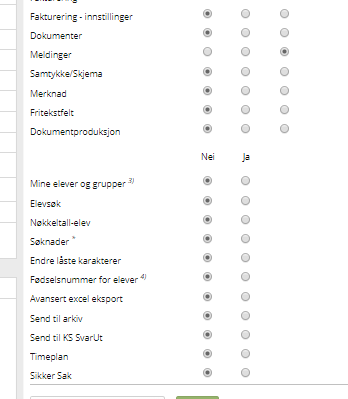 Fakturering - innstillinger
Dokumenter
Meldinger
Samtykke/Skjema
Merknad
Fritekstfelt
Dokumentproduksjon
Nei Ja
Mine elever og grupper 3)
Elevsøk
Nøkkeltall-elev
Søknader *
Endre låste karakterer
Fødselsnummer for elever 4)
Avansert excel eksport
Send til arkiv
Send til KS SvarUt
Timeplan
Sikker Sak